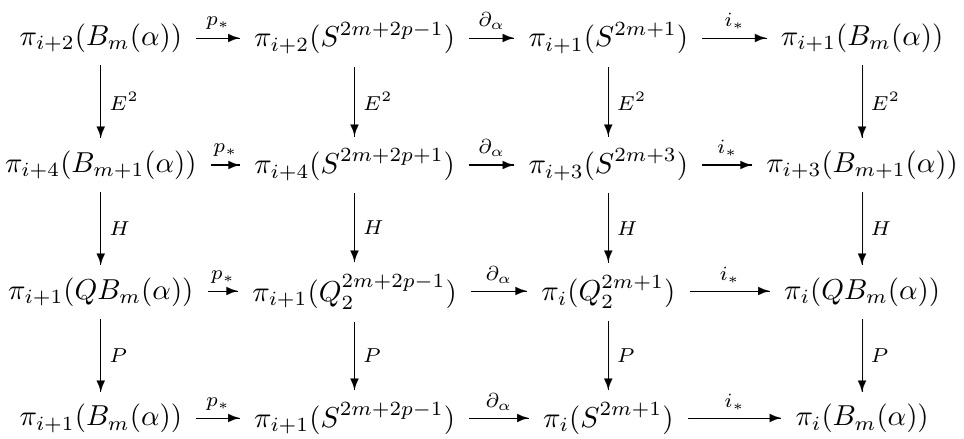 π_{i+2}(B_m(α)) p_* π_{i+2}(S^{2m+2p−1}) ∂_α π_{i+1}(S^{2m+1}) i_* π_{i+1}(B_m(α))
E^2 E^2 E^2 E^2
π_{i+4}(B_{m+1}(α)) p_* π_{i+4}(S^{2m+2p+1}) ∂_α π_{i+3}(S^{2m+3}) i_* π_{i+3}(B_{m+1}(α))
H H H H
π_{i+1}(QB_m(α)) p_* π_{i+1}(Q_2^{2m+2p−1}) ∂_α π_i(Q_2^{2m+1}) i_* π_i(QB_m(α))
P P P P
π_{i+1}(B_m(α)) p_* π_{i+1}(S^{2m+2p−1}) ∂_α π_i(S^{2m+1}) i_* π_i(B_m(α))